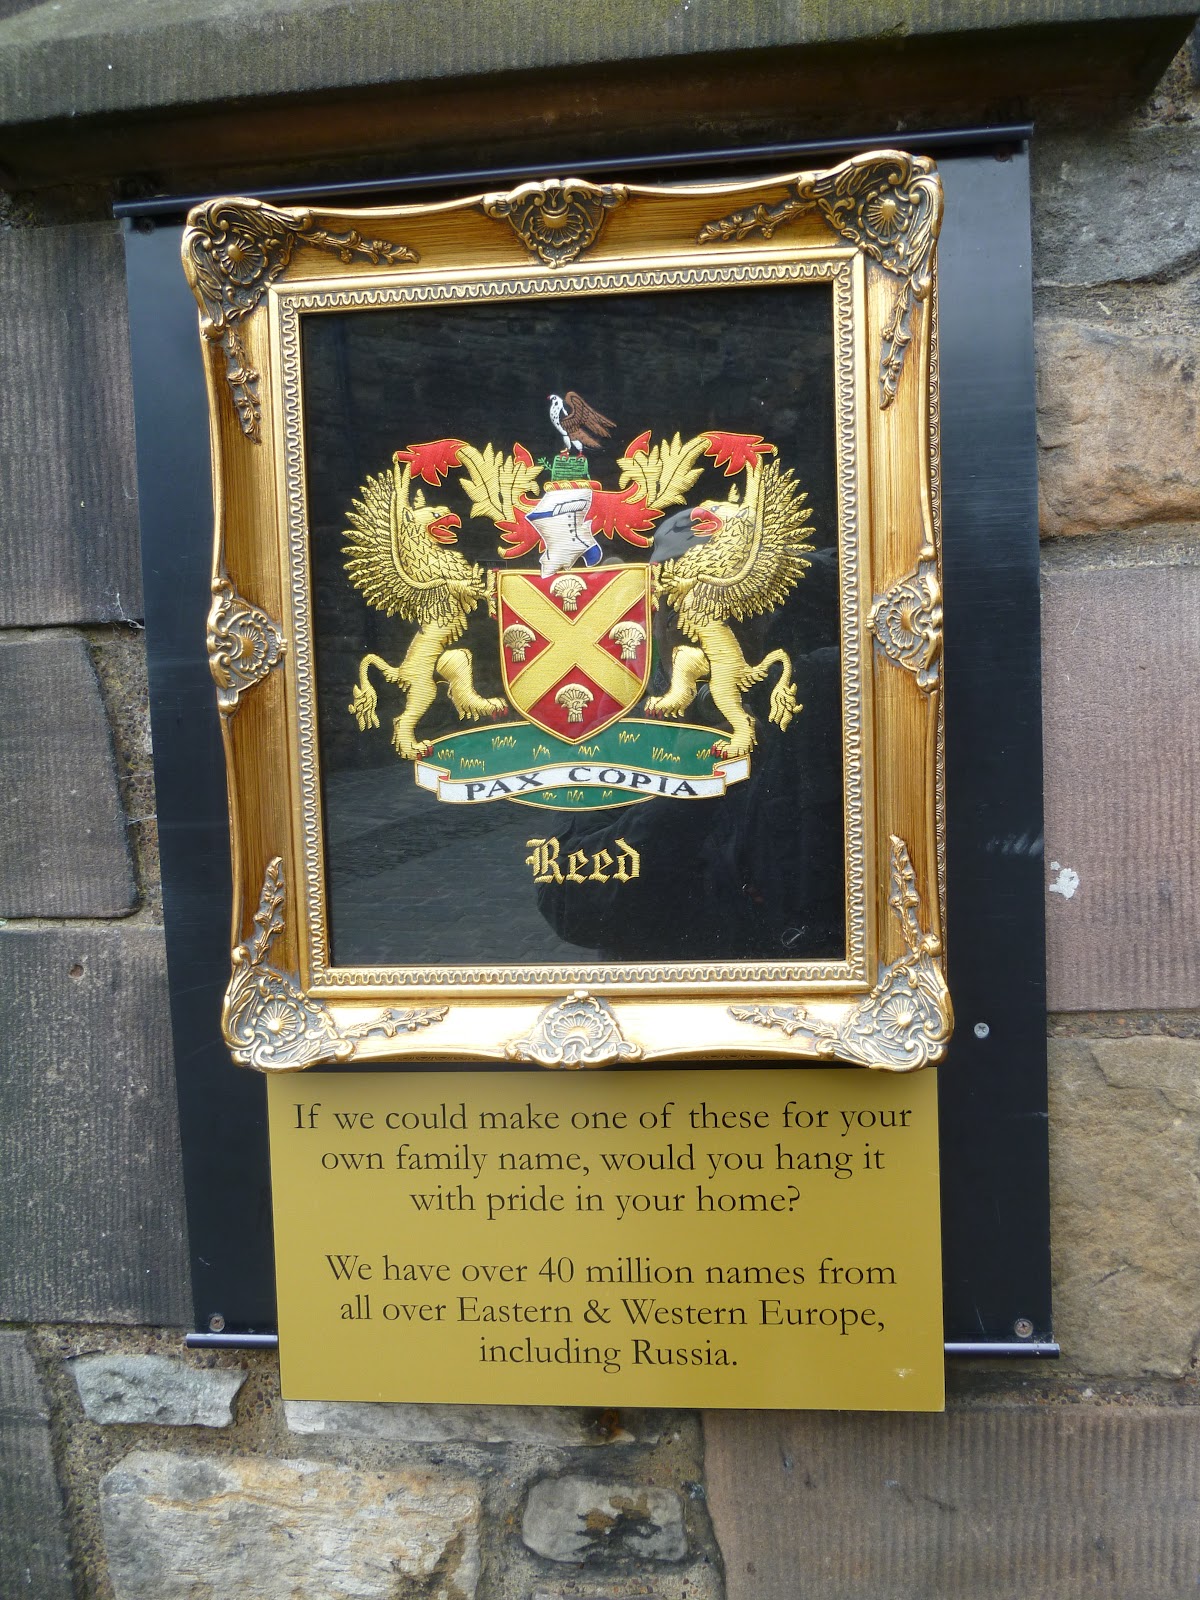 PAX COPIA
Reed
If we could make one of these for your
own family name, would you hang it
with pride in your home?
We have over 40 million names from
all over Eastern & Western Europe,
including Russia.